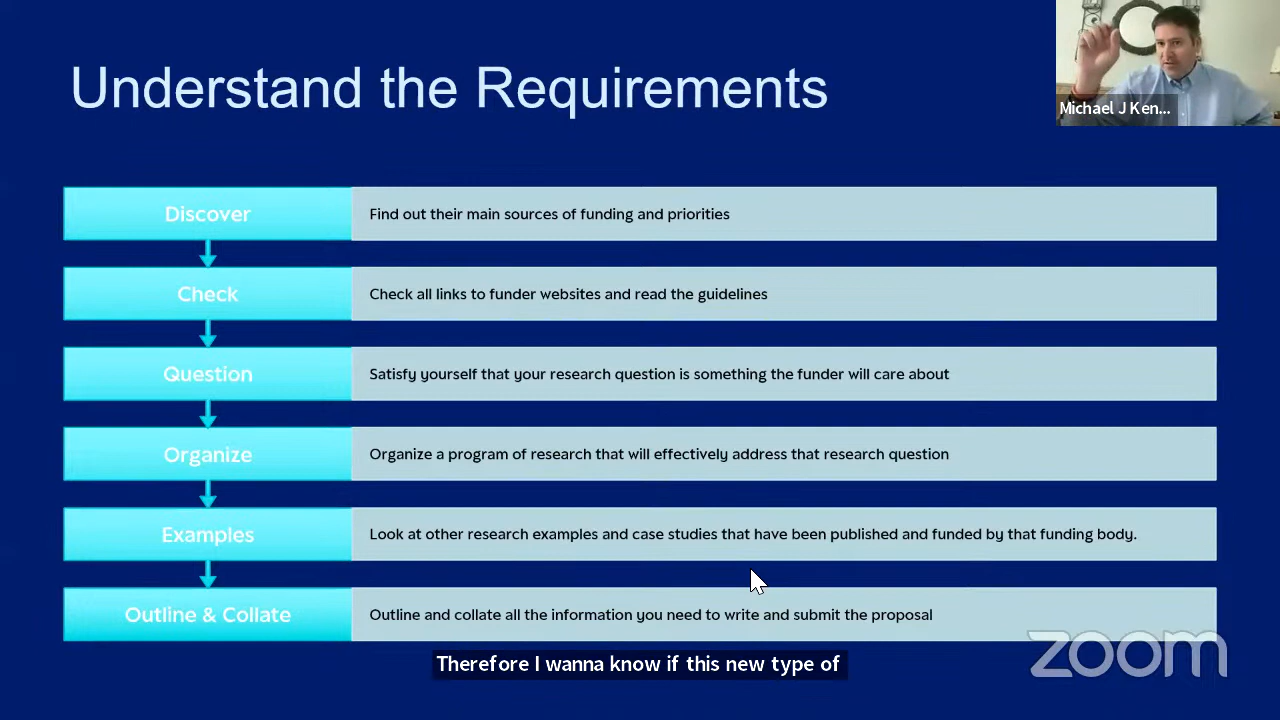 Understand the Requirements
Michael J Ken...
Discover
Find out their main sources of funding and priorities
Check
Check all links to funder websites and read the guidelines
Question
Satisfy yourself that your research question is something the funder will care about
Organize
Organize a program of research that will effectively address that research question
Examples
Look at other research examples and case studies that have been published and funded by that funding body.
Outline & Collate
Outline and collate all the information you need to write and submit the proposal
zoom
Therefore I wanna know if this new type of